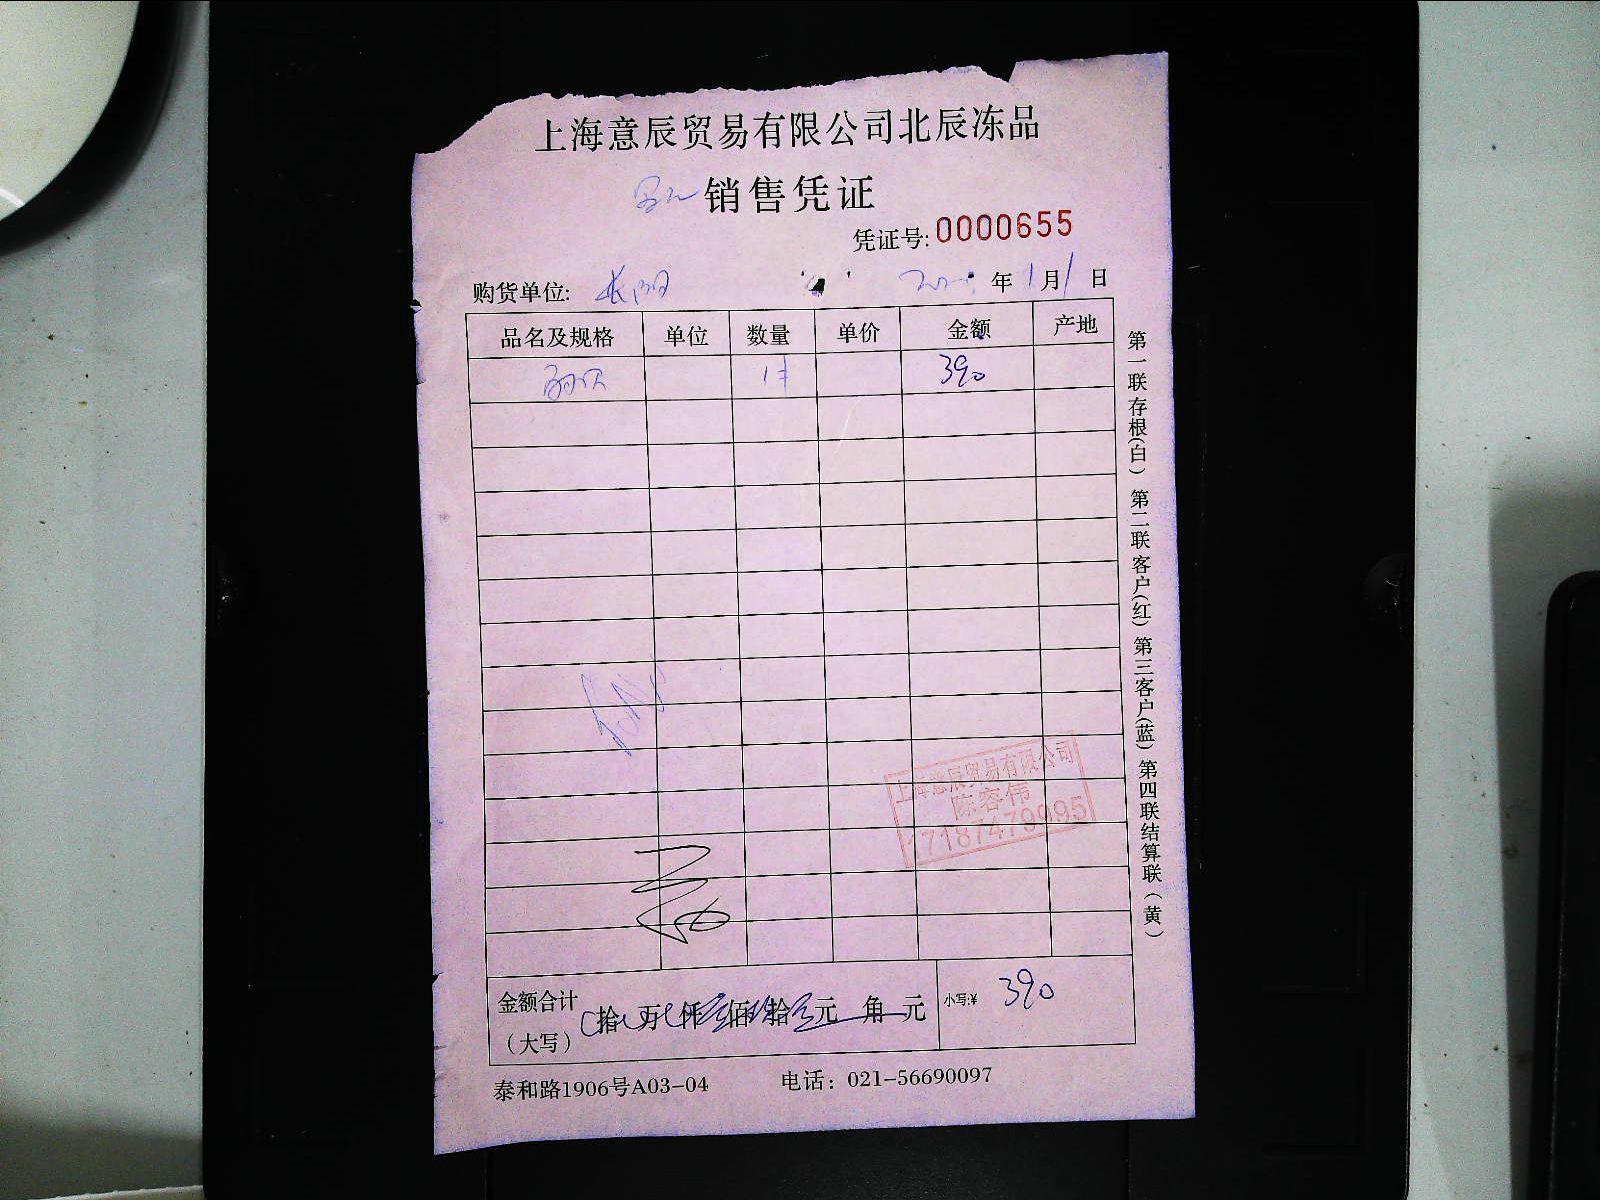 上海意辰贸易有限公司北辰冻品
销售凭证
凭证号:0000655
购货单位: 年1月1日
品名及规格 单位 数量 单价 金额 产地
1件 390
第一联存根(白) 第二联客户(红) 第三客户(蓝) 第四联结算联(黄)
上海意辰贸易有限公司
陈容伟
17187479995
金额合计 拾 万 仟 佰 拾 元 角 元 小写:¥ 390
(大写)
泰和路1906号A03-04 电话: 021-56690097